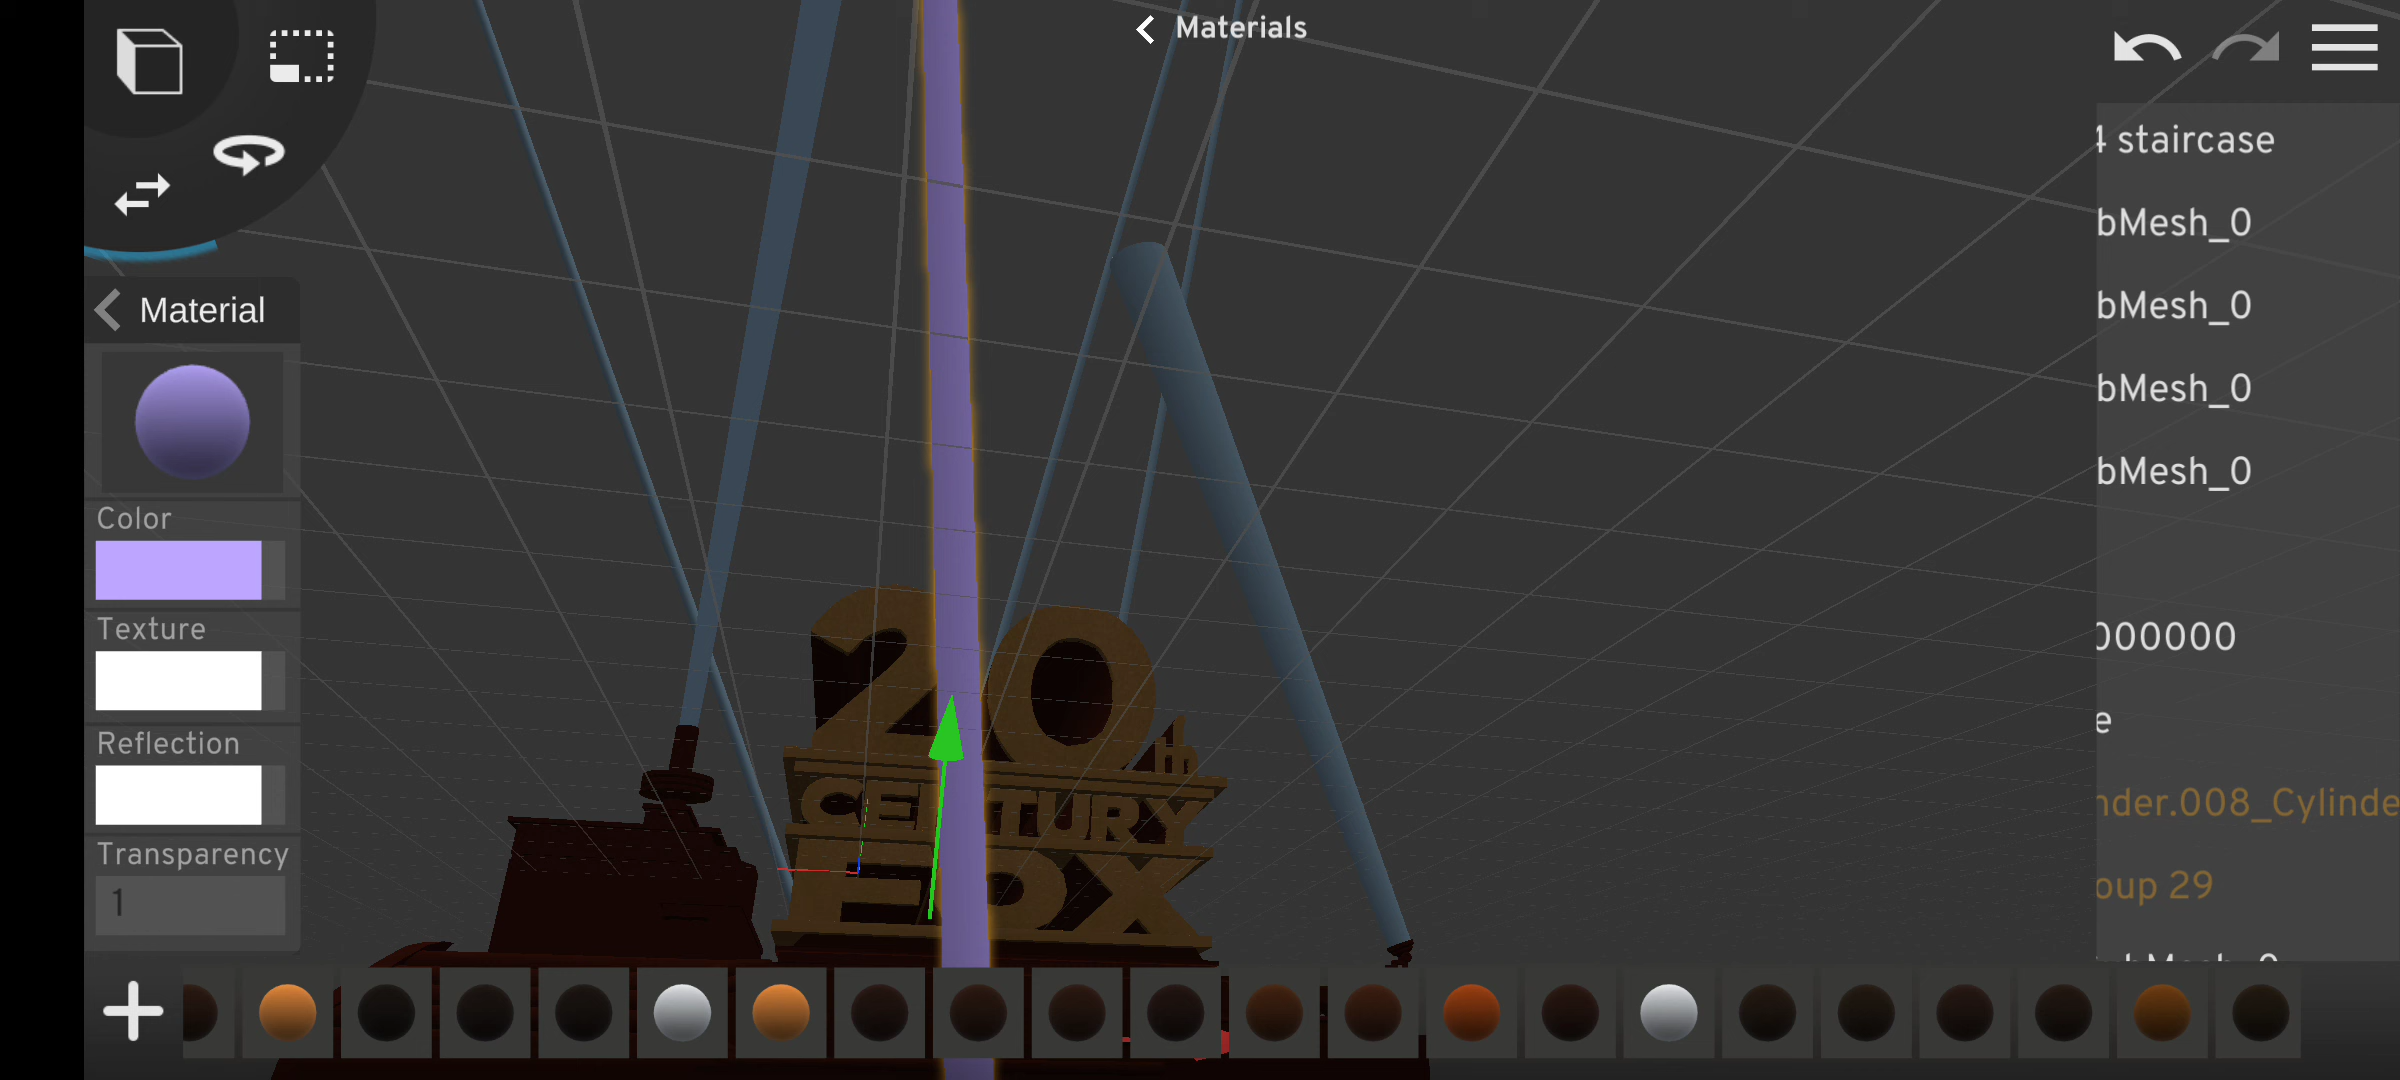 Materials
4 staircase
bMesh_0
bMesh_0
bMesh_0
bMesh_0
000000
e
nder.008_Cylinde
oup 29
Material
Color
Texture
Reflection
Transparency
1
20th
CENTURY
FOX